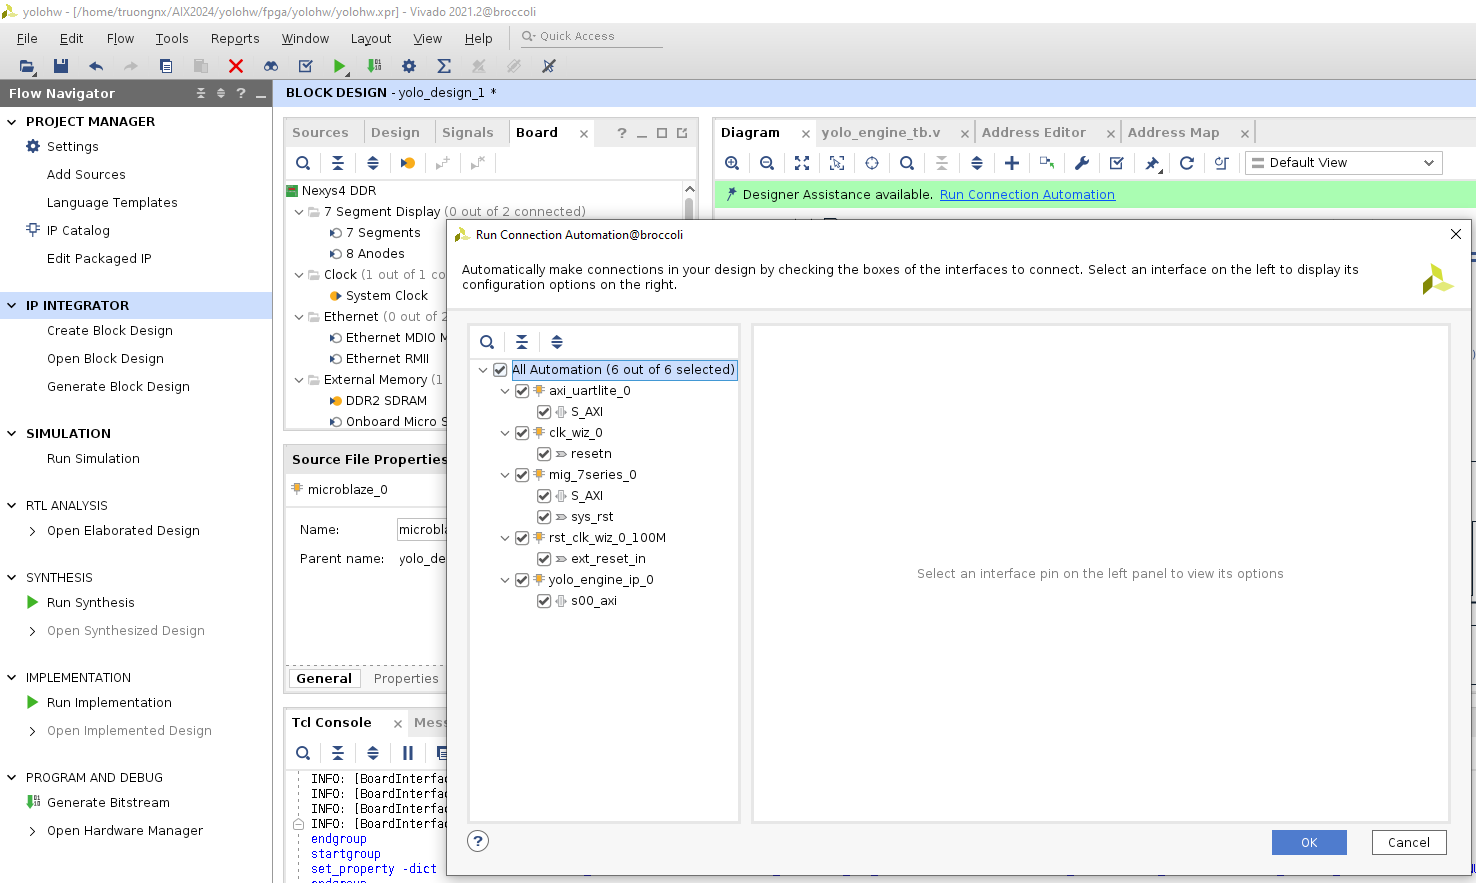 yolohw - [/home/truongnx/AIX2024/yolohw/fpga/yolohw/yolohw.xpr] - Vivado 2021.2@broccoli
File Edit Flow Tools Reports Window Layout View Help Quick Access
Flow Navigator
PROJECT MANAGER
Settings
Add Sources
Language Templates
IP Catalog
Edit Packaged IP
IP INTEGRATOR
Create Block Design
Open Block Design
Generate Block Design
SIMULATION
Run Simulation
RTL ANALYSIS
Open Elaborated Design
SYNTHESIS
Run Synthesis
Open Synthesized Design
IMPLEMENTATION
Run Implementation
Open Implemented Design
PROGRAM AND DEBUG
Generate Bitstream
Open Hardware Manager
BLOCK DESIGN - yolo_design_1 *
Sources Design Signals Board
Nexys4 DDR
7 Segment Display (0 out of 2 connected)
7 Segments
8 Anodes
Clock (1 out of 1 co
System Clock
Ethernet (0 out of 2
Ethernet MDIO M
Ethernet RMII
External Memory (1
DDR2 SDRAM
Onboard Micro S
Source File Properties
microblaze_0
Name: microbla
Parent name: yolo_de
General Properties
Tcl Console Mess
INFO: [BoardInterfac
INFO: [BoardInterfac
INFO: [BoardInterfac
INFO: [BoardInterfac
endgroup
startgroup
set_property -dict
endgroup
Diagram yolo_engine_tb.v Address Editor Address Map
Default View
Designer Assistance available. Run Connection Automation
Run Connection Automation@broccoli
Automatically make connections in your design by checking the boxes of the interfaces to connect. Select an interface on the left to display its
configuration options on the right.
All Automation (6 out of 6 selected)
axi_uartlite_0
S_AXI
clk_wiz_0
resetn
mig_7series_0
S_AXI
sys_rst
rst_clk_wiz_0_100M
ext_reset_in
yolo_engine_ip_0
s00_axi
Select an interface pin on the left panel to view its options
OK Cancel